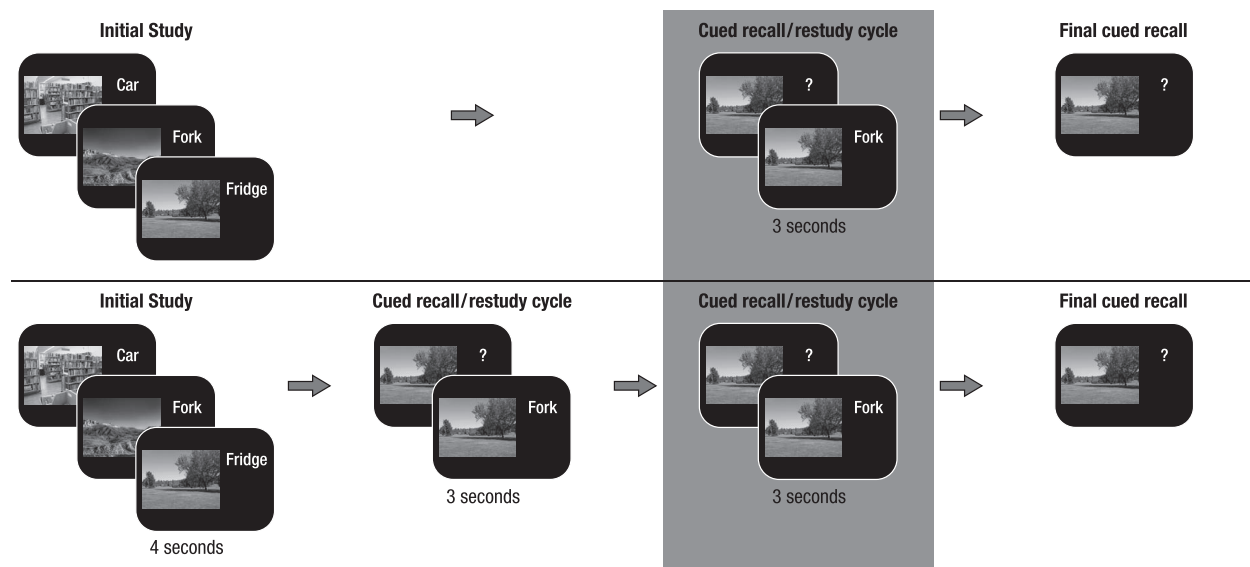 Initial Study
Cued recall/restudy cycle
Final cued recall
Car
?
?
Fork
Fork
Fridge
3 seconds
Initial Study
Cued recall/restudy cycle
Cued recall/restudy cycle
Final cued recall
Car
?
?
?
Fork
Fork
Fork
Fridge
3 seconds
3 seconds
4 seconds